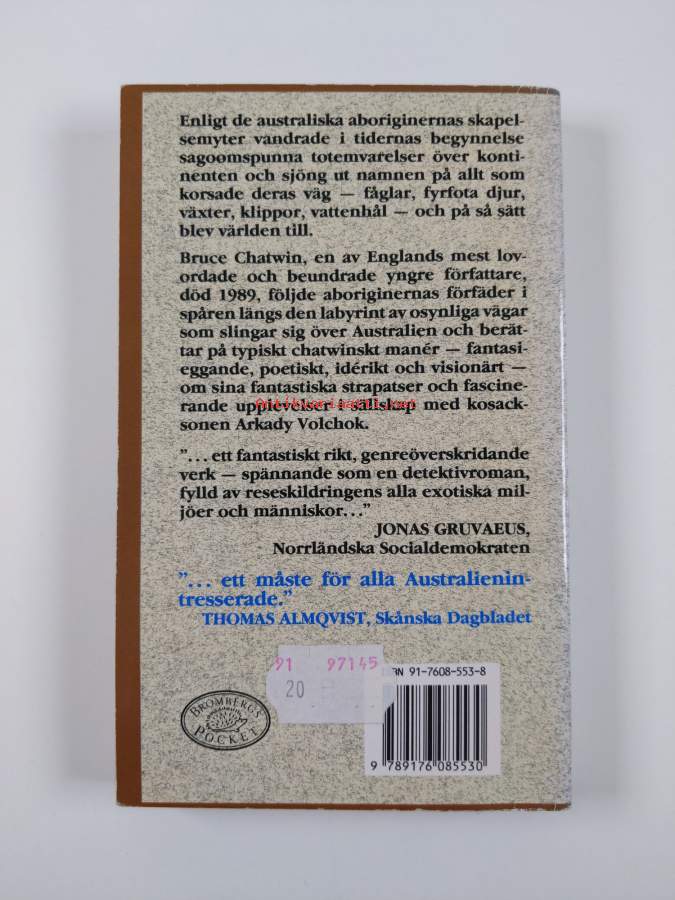 Enligt de australiska aboriginernas skapel-
semyter vandrade i tidernas begynnelse
sagoomspunna totemvarelser över konti-
nenten och sjöng ut namnen på allt som
korsade deras väg — fåglar, fyrfota djur,
växter, klippor, vattenhål — och på så sätt
blev världen till.
Bruce Chatwin, en av Englands mest lov-
ordade och beundrade yngre författare,
död 1989, följde aboriginernas förfäder i
spåren längs den labyrint av osynliga vägar
som slingar sig över Australien och berät-
tar på typiskt chatwinskt manér — fantasi-
eggande, poetiskt, idérikt och visionärt —
om sina fantastiska strapatser och fascine-
rande upplevelser i sällskap med kosack-
sonen Arkady Volchok.
"... ett fantastiskt rikt, genreöverskridande
verk — spännande som en detektivroman,
fylld av reseskildringens alla exotiska mil-
jöer och människor..."
JONAS GRUVAEUS,
Norrländska Socialdemokraten
"... ett måste för alla Australienin-
tresserade."
THOMAS ALMQVIST, Skånska Dagbladet
91 97145
20
ISBN 91-7608-553-8
BROMBERGS
POCKET
9 789176 085530